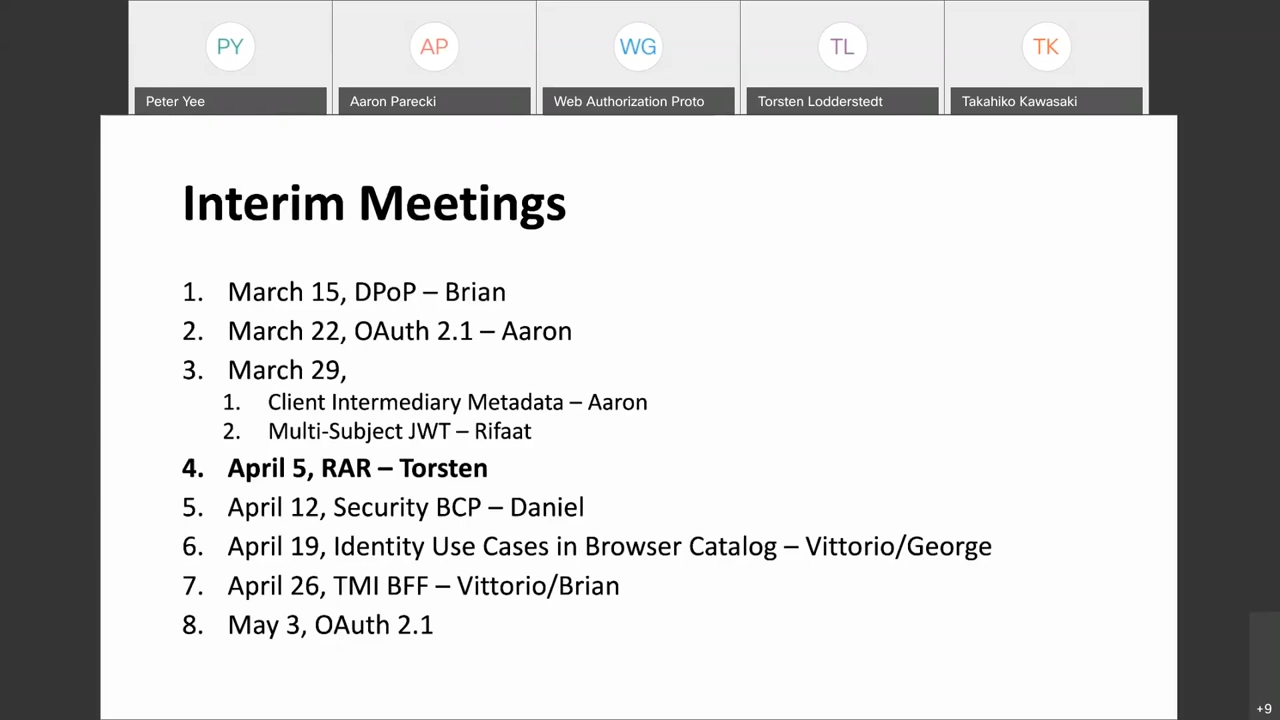 PY
AP
WG
TL
TK
Peter Yee
Aaron Parecki
Web Authorization Proto
Torsten Lodderstedt
Takahiko Kawasaki
Interim Meetings
1. March 15, DPoP – Brian
2. March 22, OAuth 2.1 – Aaron
3. March 29,
1. Client Intermediary Metadata – Aaron
2. Multi-Subject JWT – Rifaat
4. April 5, RAR – Torsten
5. April 12, Security BCP – Daniel
6. April 19, Identity Use Cases in Browser Catalog – Vittorio/George
7. April 26, TMI BFF – Vittorio/Brian
8. May 3, OAuth 2.1
+9